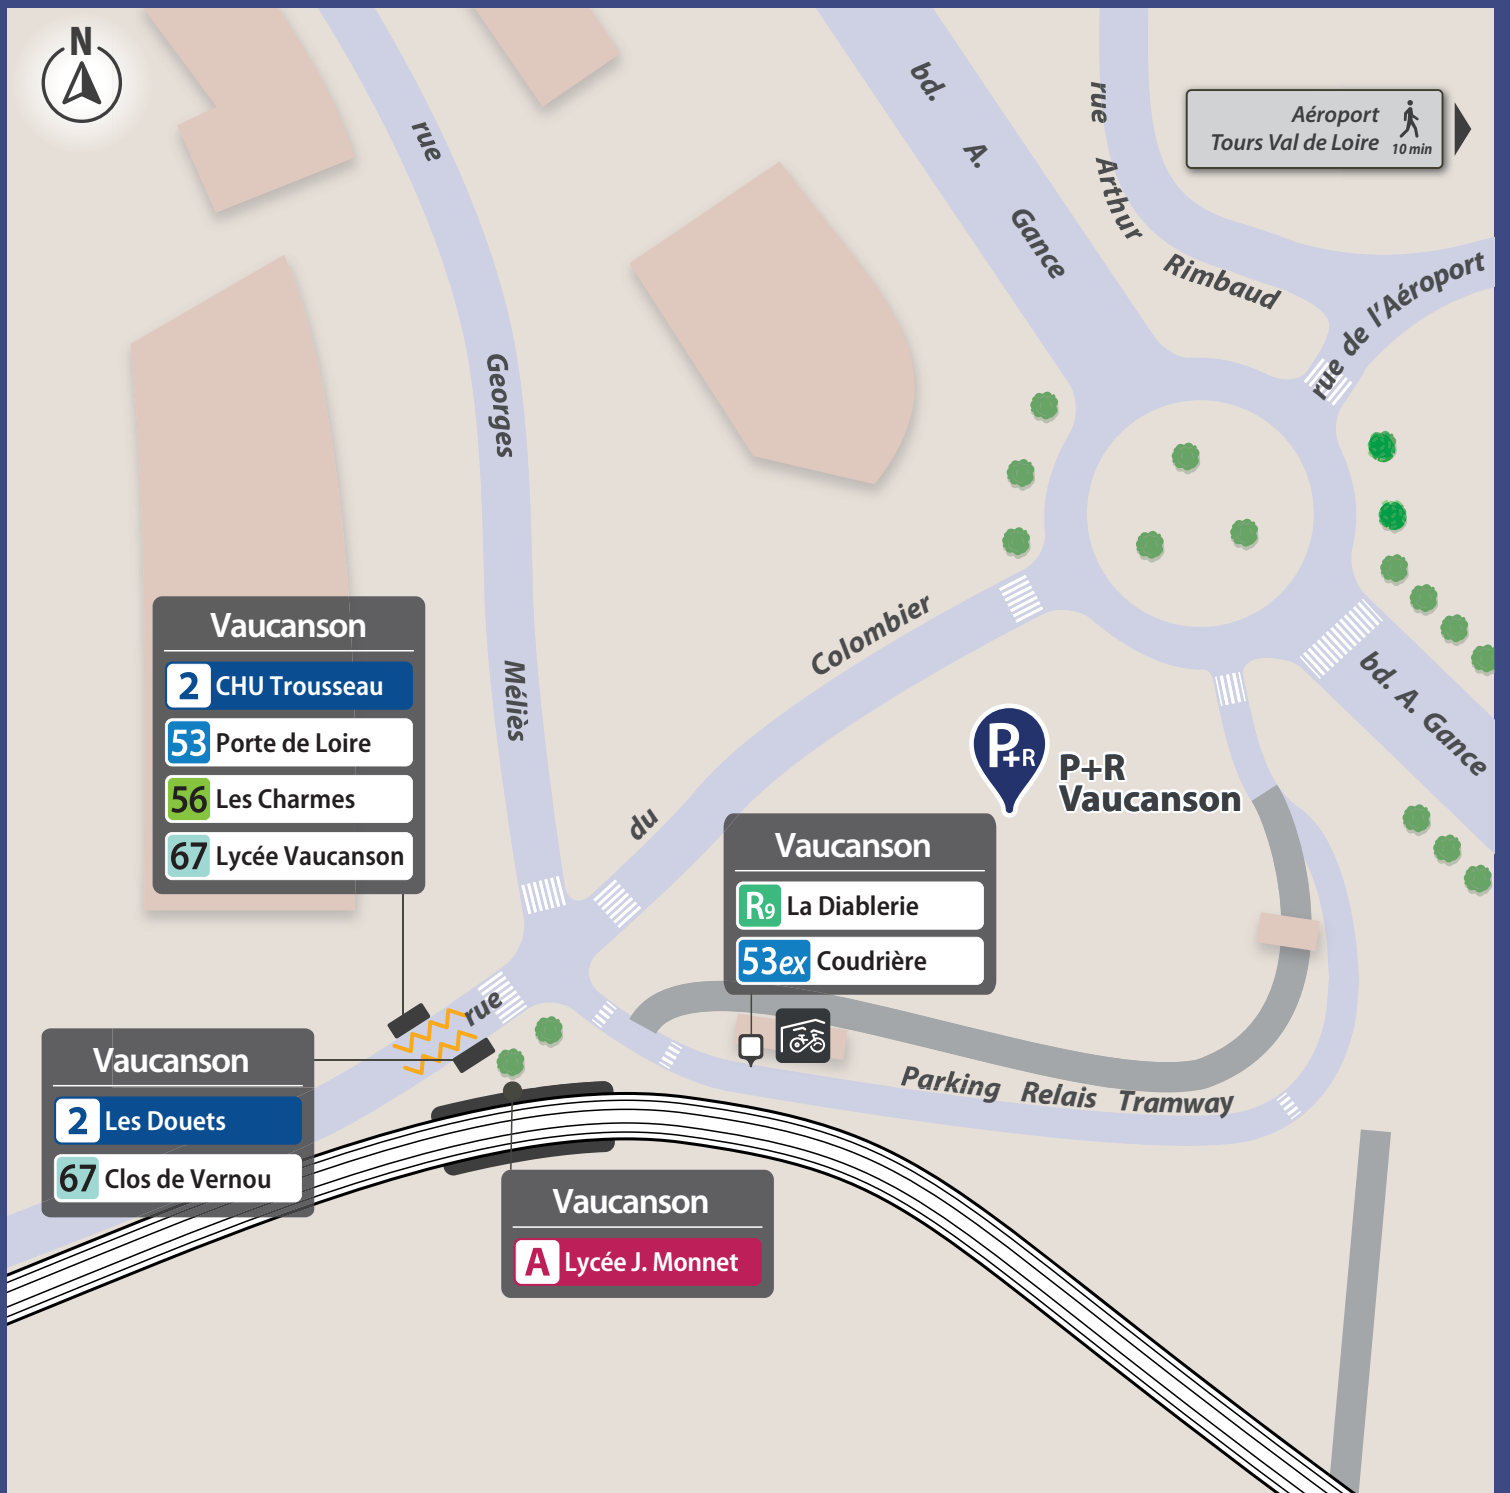 N
rue
Georges
Méliès
bd. A. Gance
rue Arthur Rimbaud
Aéroport
Tours Val de Loire
10 min
rue de l'Aéroport
rue du Colombier
bd. A. Gance
P+R
P+R
Vaucanson
Vaucanson
2 CHU Trousseau
53 Porte de Loire
56 Les Charmes
67 Lycée Vaucanson
Vaucanson
R9 La Diablerie
53ex Coudrière
Parking Relais Tramway
Vaucanson
2 Les Douets
67 Clos de Vernou
Vaucanson
A Lycée J. Monnet